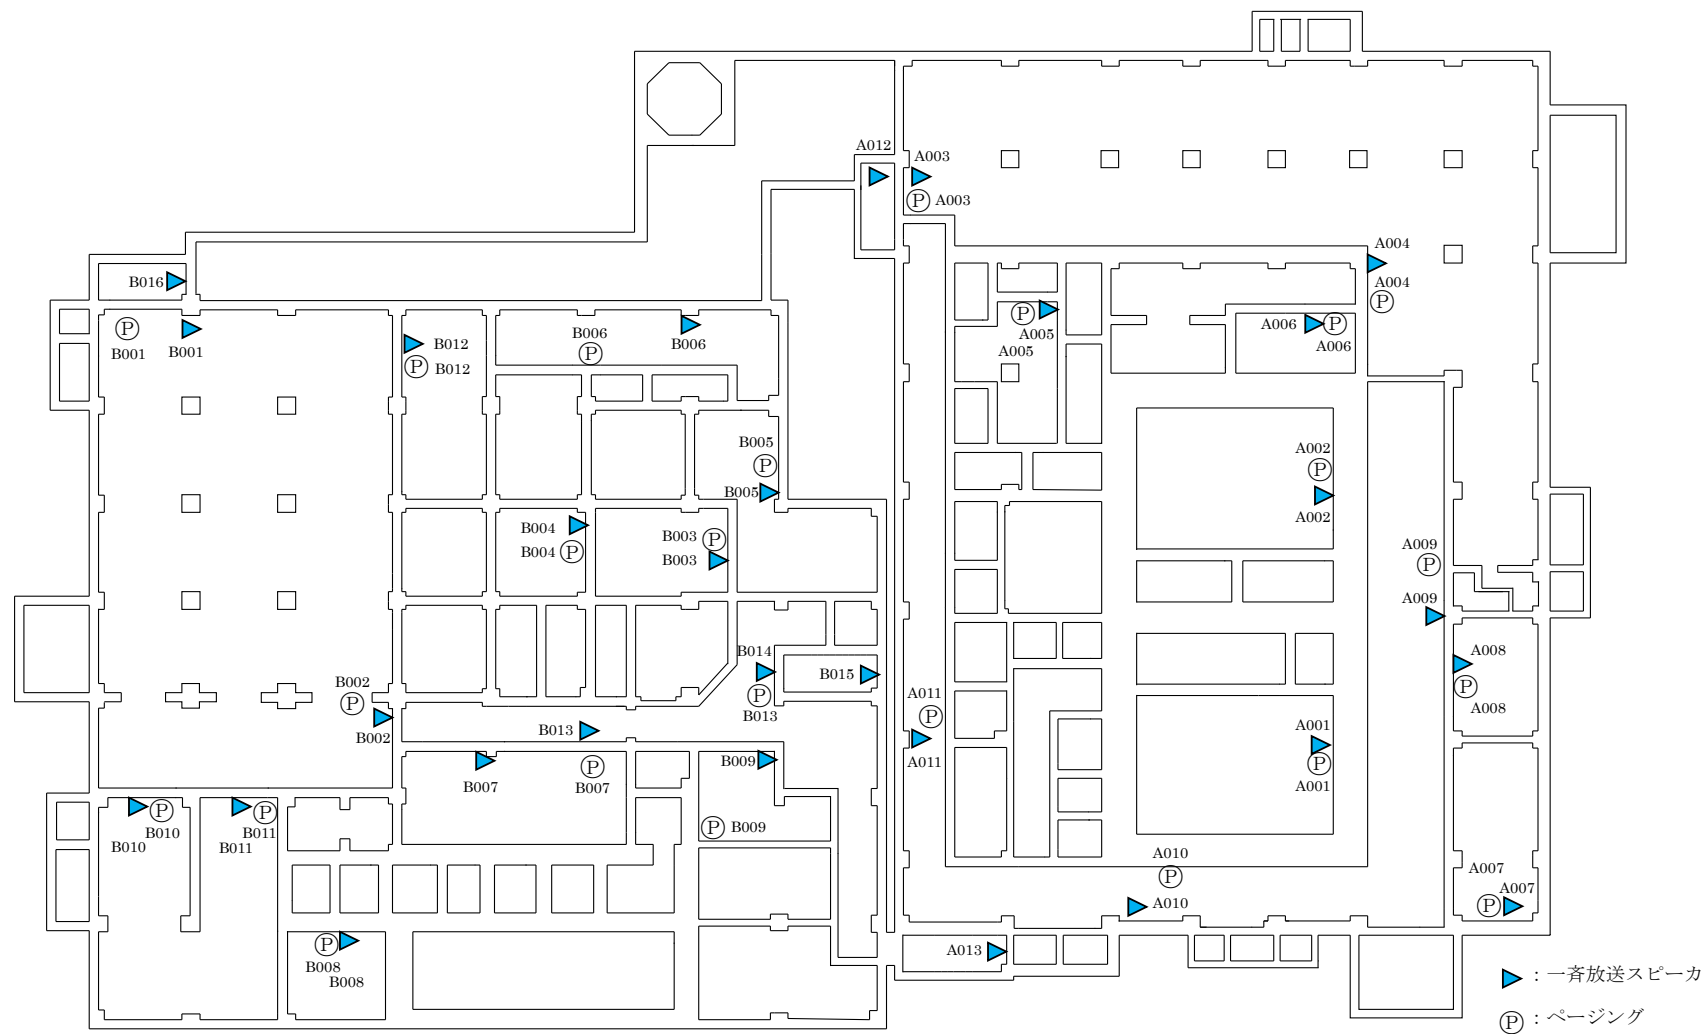 A012
A003
Ⓟ A003
A004
A004
Ⓟ
B016
Ⓟ
A005
A006 Ⓟ
A006
Ⓟ
B001
B001
B006
Ⓟ
B006
B012
Ⓟ B012
A005
B005
Ⓟ
B005
A002
Ⓟ
A002
B004
B004 Ⓟ
B003 Ⓟ
B003
A009
Ⓟ
A009
B014
Ⓟ
B013
B015
A008
Ⓟ
A008
B002
Ⓟ
B002
A011
Ⓟ
A011
B013
A001
Ⓟ
A001
B007
Ⓟ
B007
B009
Ⓟ B009
Ⓟ
B010
B010
Ⓟ
B011
B011
A010
Ⓟ
A010
A007
Ⓟ
A007
Ⓟ
B008
B008
A013
：一斉放送スピーカ
Ⓟ：ページング